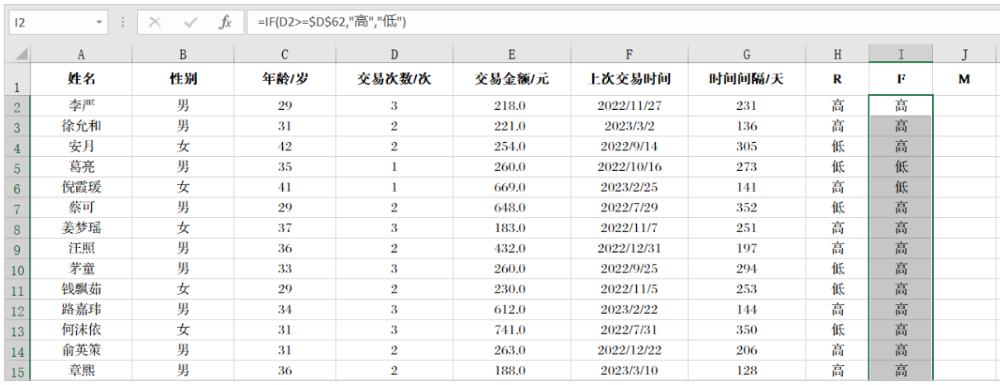 I2 fx =IF(D2>=$D$62,"高","低")
A B C D E F G H I J
1 姓名 性别 年龄/岁 交易次数/次 交易金额/元 上次交易时间 时间间隔/天 R F M
2 李严 男 29 3 218.0 2022/11/27 231 高 高
3 徐允和 男 31 2 221.0 2023/3/2 136 高 高
4 安月 女 42 2 254.0 2022/9/14 305 低 高
5 葛亮 男 35 1 260.0 2022/10/16 273 低 低
6 倪霞瑗 女 41 1 669.0 2023/2/25 141 高 低
7 蔡可 男 29 2 648.0 2022/7/29 352 低 高
8 姜梦瑶 女 37 3 183.0 2022/11/7 251 高 高
9 汪照 男 36 2 432.0 2022/12/31 197 高 高
10 茅童 男 33 3 260.0 2022/9/25 294 低 高
11 钱飘茹 女 29 2 230.0 2022/11/5 253 低 高
12 路嘉玮 男 34 3 612.0 2023/2/22 144 高 高
13 何沫依 女 31 3 741.0 2022/7/31 350 低 高
14 俞英策 男 31 2 263.0 2022/12/22 206 高 高
15 章熙 男 36 2 188.0 2023/3/10 128 高 高